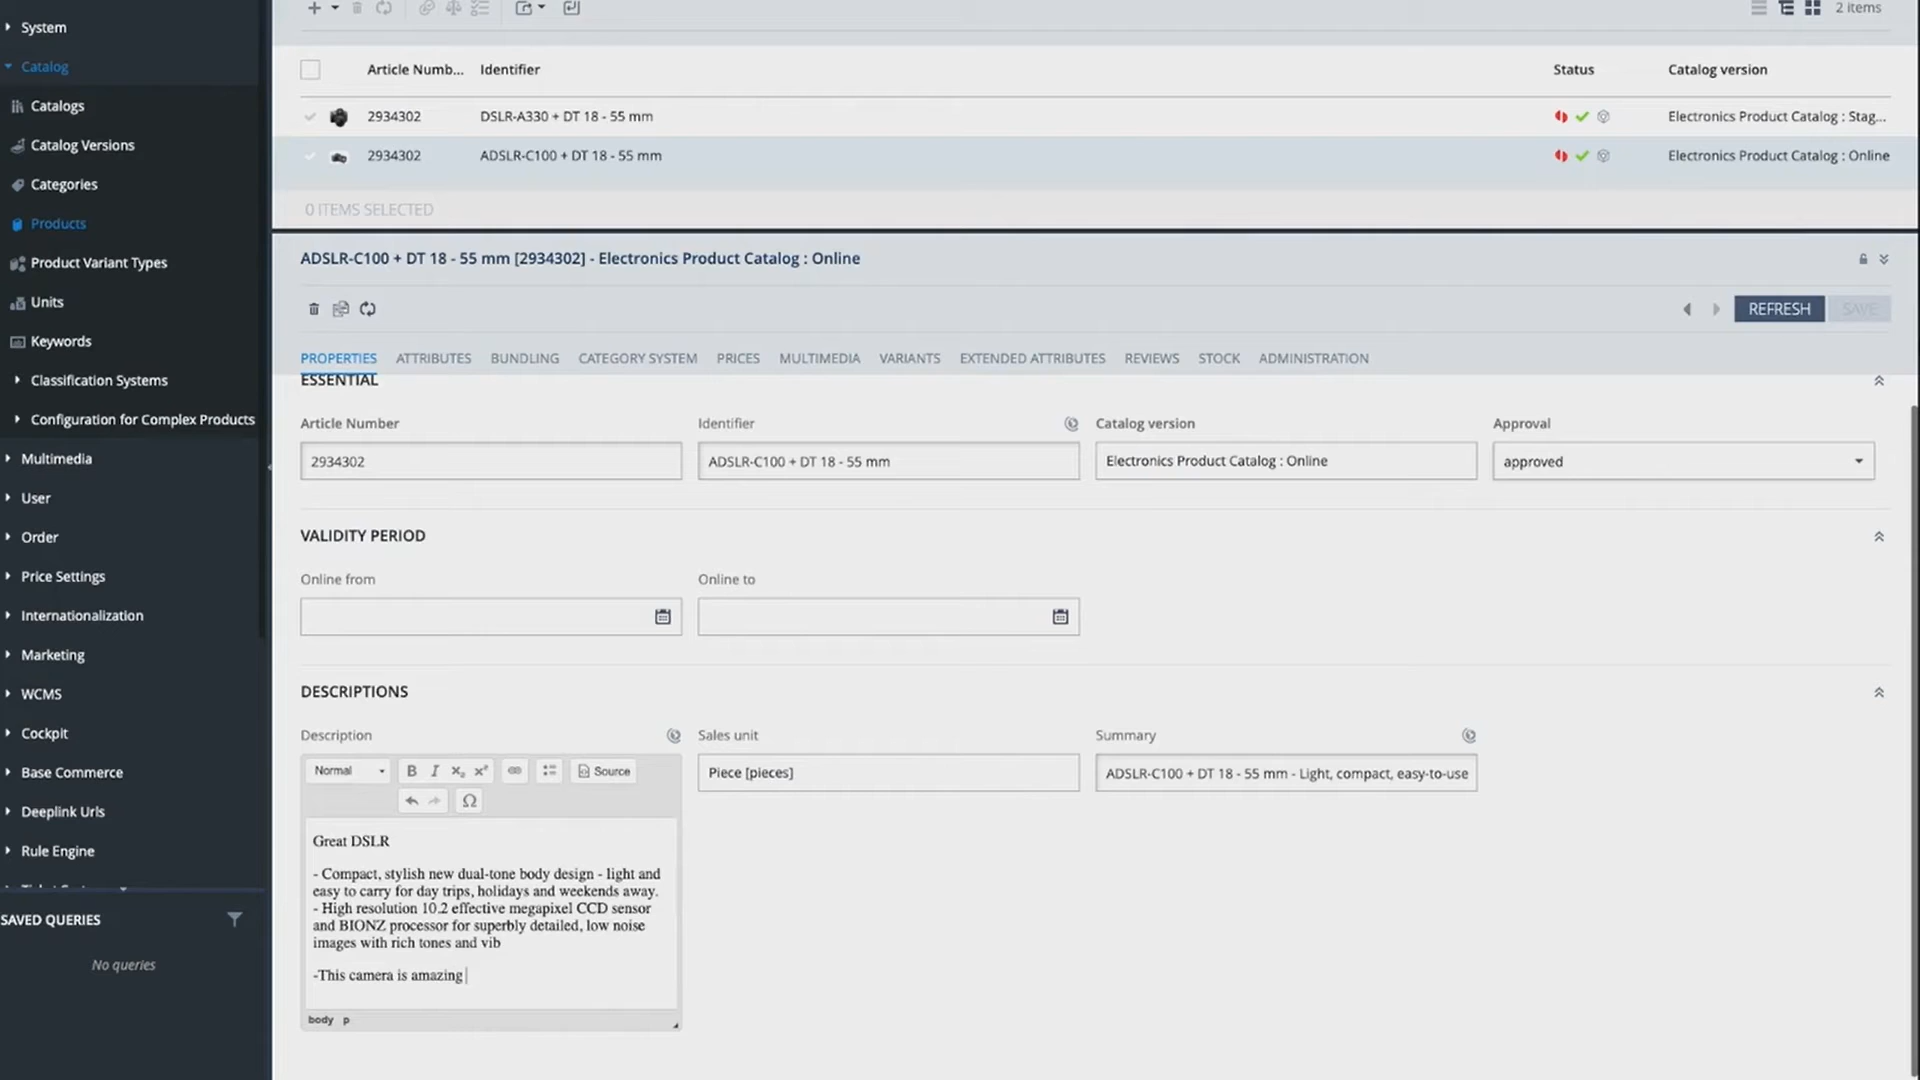 System
Catalog
Catalogs
Catalog Versions
Categories
Products
Product Variant Types
Units
Keywords
Classification Systems
Configuration for Complex Products
Multimedia
User
Order
Price Settings
Internationalization
Marketing
WCMS
Cockpit
Base Commerce
Deeplink Urls
Rule Engine
SAVED QUERIES
No queries
2 items
Article Numb... Identifier Status Catalog version
2934302 DSLR-A330 + DT 18 - 55 mm Electronics Product Catalog : Stag...
2934302 ADSLR-C100 + DT 18 - 55 mm Electronics Product Catalog : Online
0 ITEMS SELECTED
ADSLR-C100 + DT 18 - 55 mm [2934302] - Electronics Product Catalog : Online
REFRESH SAVE
PROPERTIES ATTRIBUTES BUNDLING CATEGORY SYSTEM PRICES MULTIMEDIA VARIANTS EXTENDED ATTRIBUTES REVIEWS STOCK ADMINISTRATION
ESSENTIAL
Article Number Identifier Catalog version Approval
2934302 ADSLR-C100 + DT 18 - 55 mm Electronics Product Catalog : Online approved
VALIDITY PERIOD
Online from Online to
DESCRIPTIONS
Description Sales unit Summary
Normal B I X₂ X² Source
Ω
Piece [pieces] ADSLR-C100 + DT 18 - 55 mm - Light, compact, easy-to-use
Great DSLR
- Compact, stylish new dual-tone body design - light and
easy to carry for day trips, holidays and weekends away.
- High resolution 10.2 effective megapixel CCD sensor
and BIONZ processor for superbly detailed, low noise
images with rich tones and vib
-This camera is amazing
body p